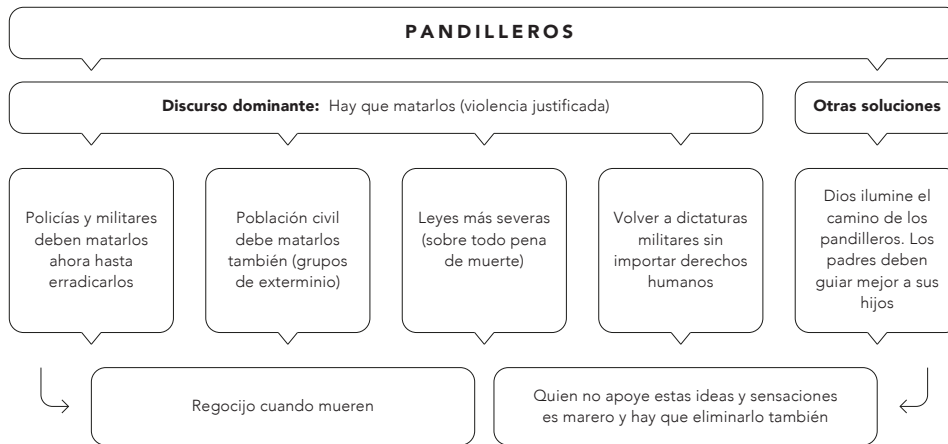 PANDILLEROS
Discurso dominante: Hay que matarlos (violencia justificada)
Otras soluciones
Policías y militares
deben matarlos
ahora hasta
erradicarlos
Población civil
debe matarlos
también (grupos
de exterminio)
Leyes más severas
(sobre todo pena
de muerte)
Volver a dictaturas
militares sin
importar derechos
humanos
Dios ilumine el
camino de los
pandilleros. Los
padres deben
guiar mejor a sus
hijos
Regocijo cuando mueren
Quien no apoye estas ideas y sensaciones
es marero y hay que eliminarlo también